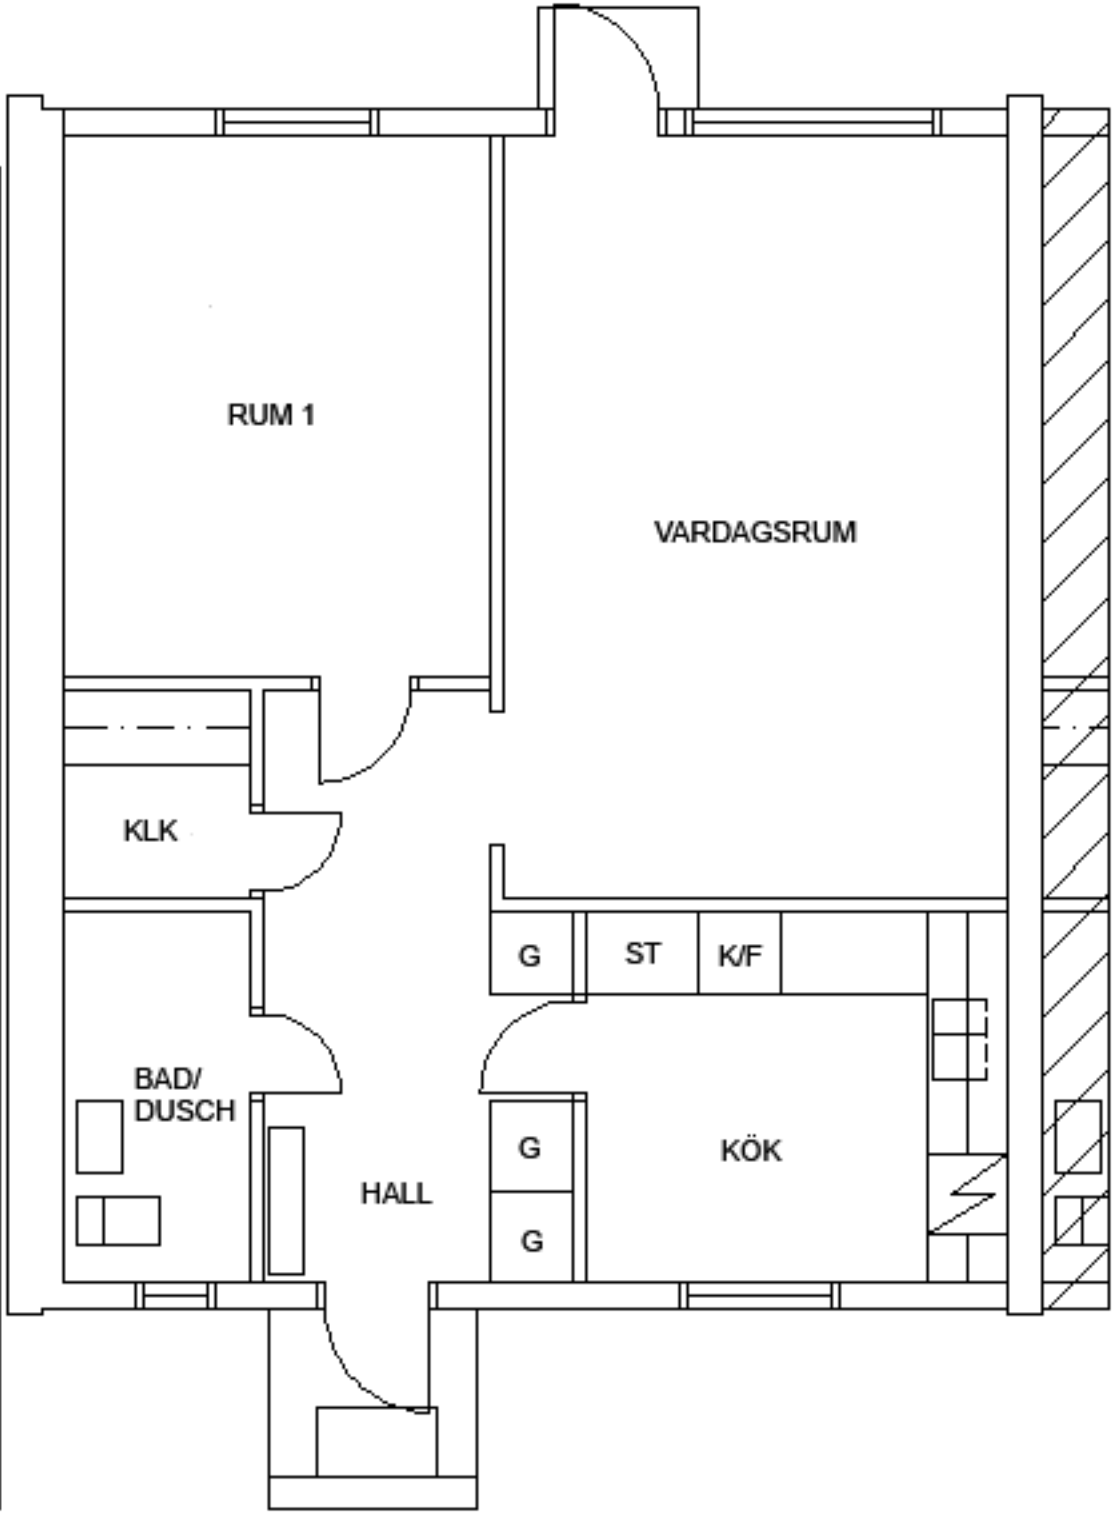 RUM 1
VARDAGSRUM
KLK
G
ST
K/F
BAD/
DUSCH
G
KÖK
HALL
G